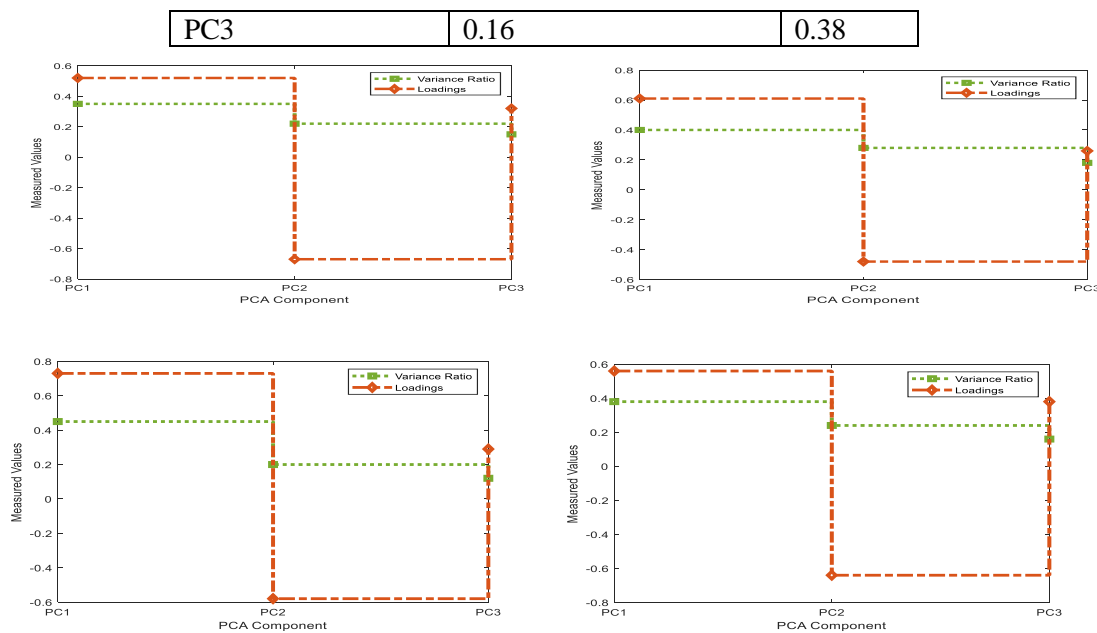 PC3 0.16 0.38
0.6
0.4
0.2
0
-0.2
-0.4
-0.6
-0.8
Measured Values
Variance Ratio
Loadings
PC1 PC2 PC3
PCA Component
0.8
0.6
0.4
0.2
0
-0.2
-0.4
-0.6
Measured Values
Variance Ratio
Loadings
PC1 PC2 PC3
PCA Component
0.8
0.6
0.4
0.2
0
-0.2
-0.4
-0.6
Measured Values
Variance Ratio
Loadings
PC1 PC2 PC3
PCA Component
0.6
0.4
0.2
0
-0.2
-0.4
-0.6
-0.8
Measured Values
Variance Ratio
Loadings
PC1 PC2 PC3
PCA Component